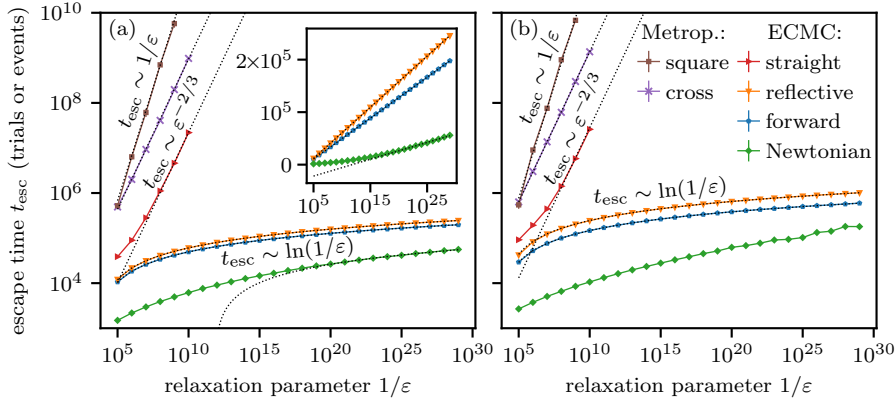 escape time t_esc (trials or events)
10^10
10^8
10^6
10^4
(a)
t_esc ~ 1/ε
t_esc ~ ε^−2/3
t_esc ~ ln(1/ε)
2×10^5
10^5
0
10^5 10^15 10^25
10^5 10^10 10^15 10^20 10^25 10^30
relaxation parameter 1/ε
(b)
t_esc ~ 1/ε
t_esc ~ ε^−2/3
t_esc ~ ln(1/ε)
Metrop.: ECMC:
square straight
cross reflective
forward
Newtonian
10^5 10^10 10^15 10^20 10^25 10^30
relaxation parameter 1/ε